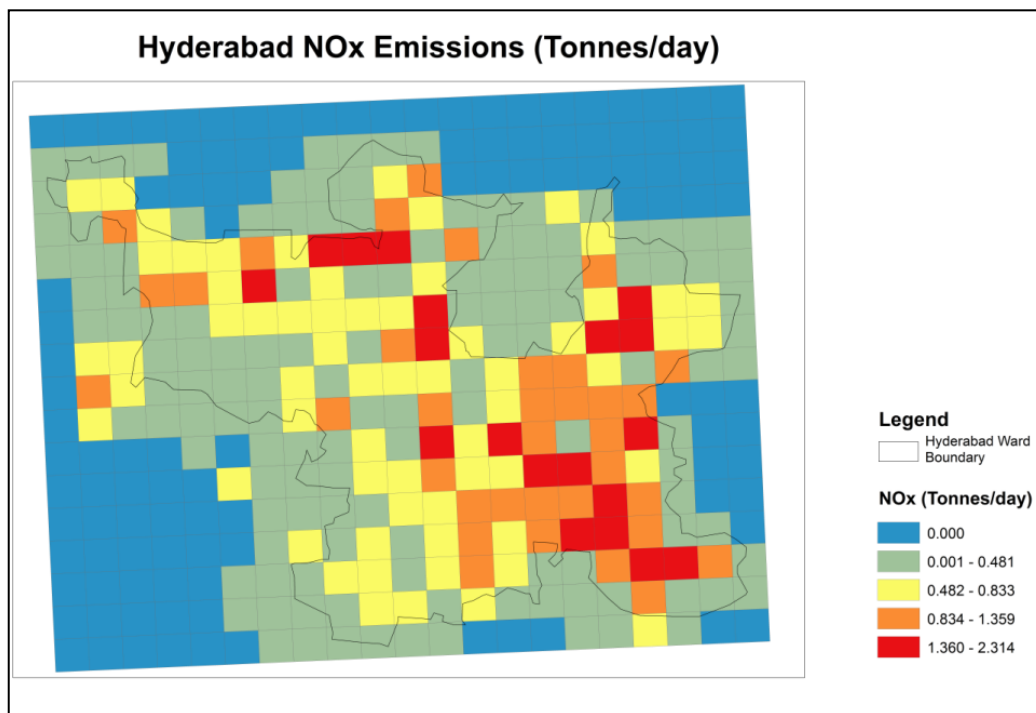 Hyderabad NOx Emissions (Tonnes/day)
Legend
Hyderabad Ward
Boundary
NOx (Tonnes/day)
0.000
0.001 - 0.481
0.482 - 0.833
0.834 - 1.359
1.360 - 2.314